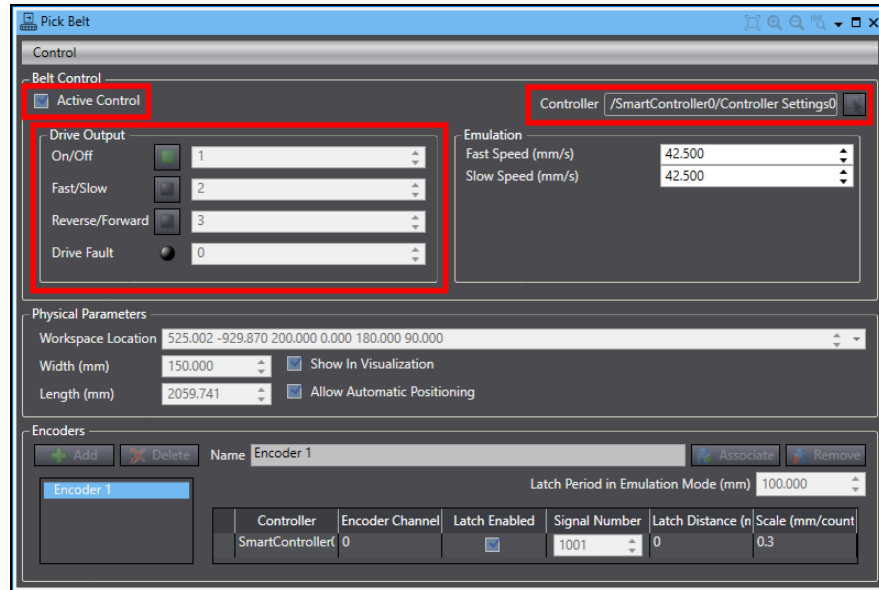 Pick Belt
Control
Belt Control
Active Control
Controller /SmartController0/Controller Settings0
Drive Output
On/Off 1
Fast/Slow 2
Reverse/Forward 3
Drive Fault 0
Emulation
Fast Speed (mm/s) 42.500
Slow Speed (mm/s) 42.500
Physical Parameters
Workspace Location 525.002 -929.870 200.000 0.000 180.000 90.000
Width (mm) 150.000 Show In Visualization
Length (mm) 2059.741 Allow Automatic Positioning
Encoders
Add Delete Name Encoder 1 Associate Remove
Encoder 1
Latch Period in Emulation Mode (mm) 100.000
Controller Encoder Channel Latch Enabled Signal Number Latch Distance (n Scale (mm/count
SmartController( 0 1001 0 0.3